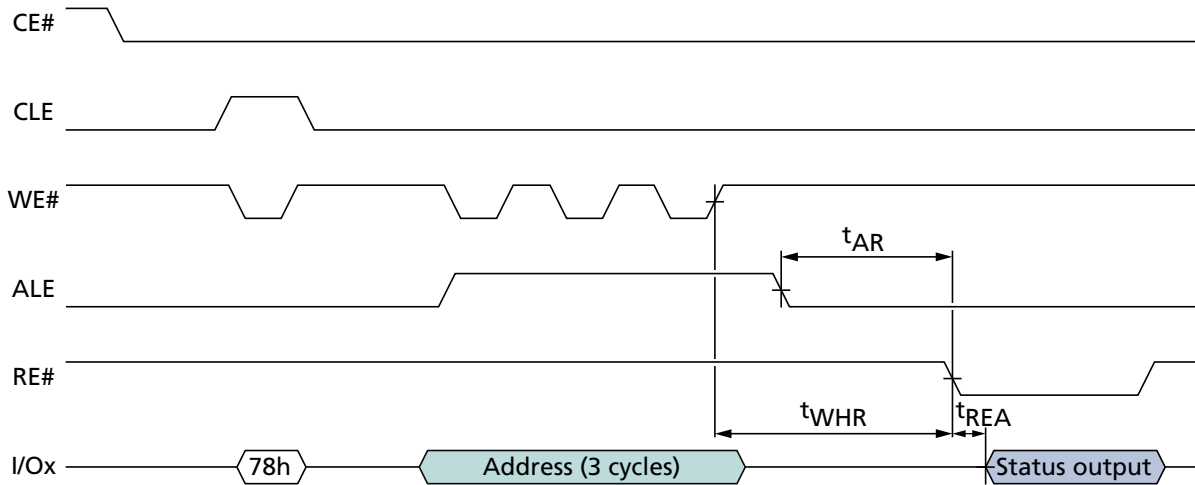 CE#
CLE
WE#
tAR
ALE
RE#
tWHR tREA
I/Ox 78h Address (3 cycles) Status output